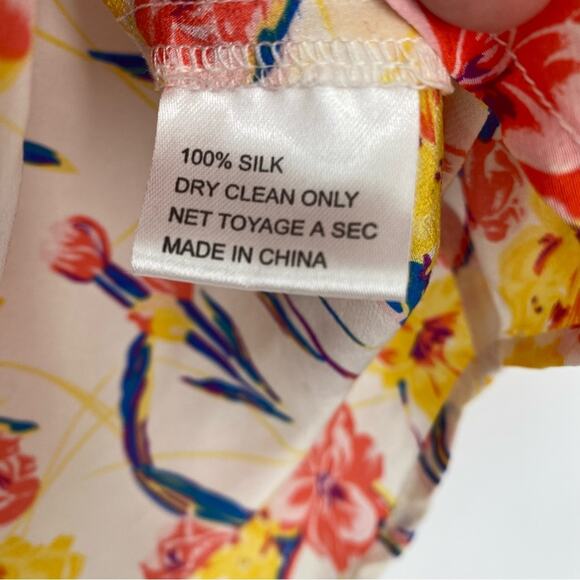 100% SILK
DRY CLEAN ONLY
NET TOYAGE A SEC
MADE IN CHINA